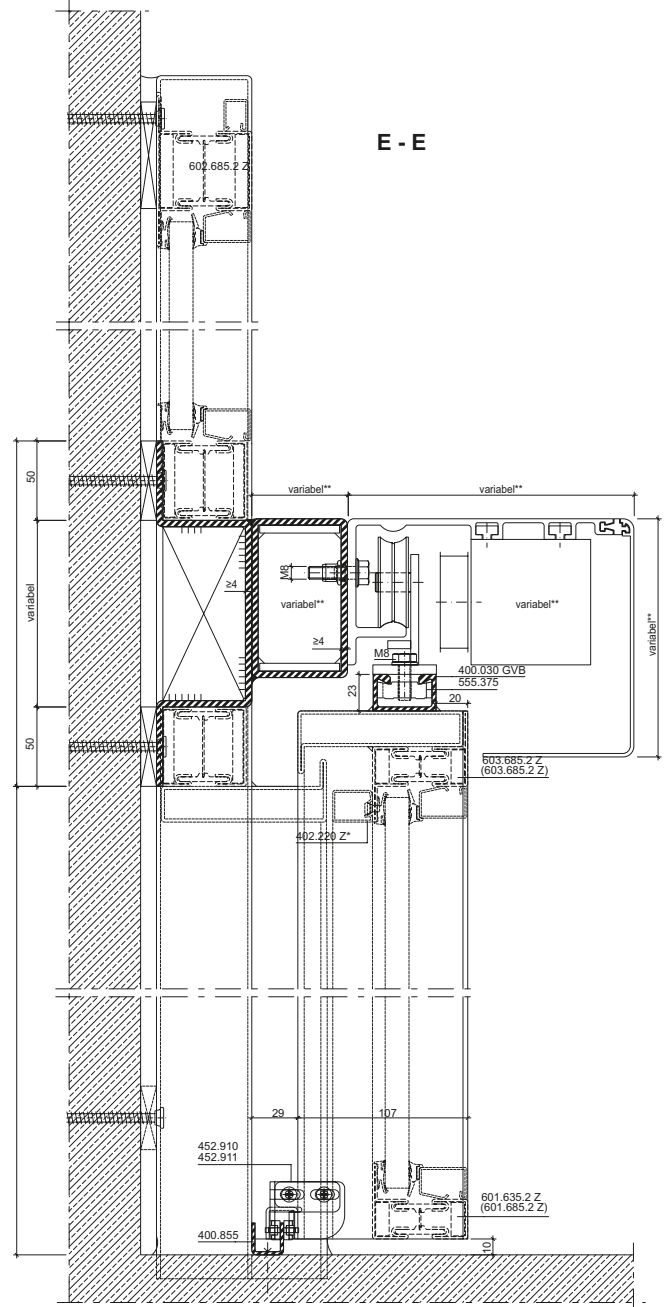 E - E
602.685.2 Z
50
variabel**
variabel**
M8
≥4
variabel**
variabel**
variabel
variabel**
≥4
M8
400.030 GVB
555.375
23
20
50
603.685.2 Z
(603.685.2 Z)
402.220 Z*
29
107
452.910
452.911
601.635.2 Z
(601.685.2 Z)
400.855
10